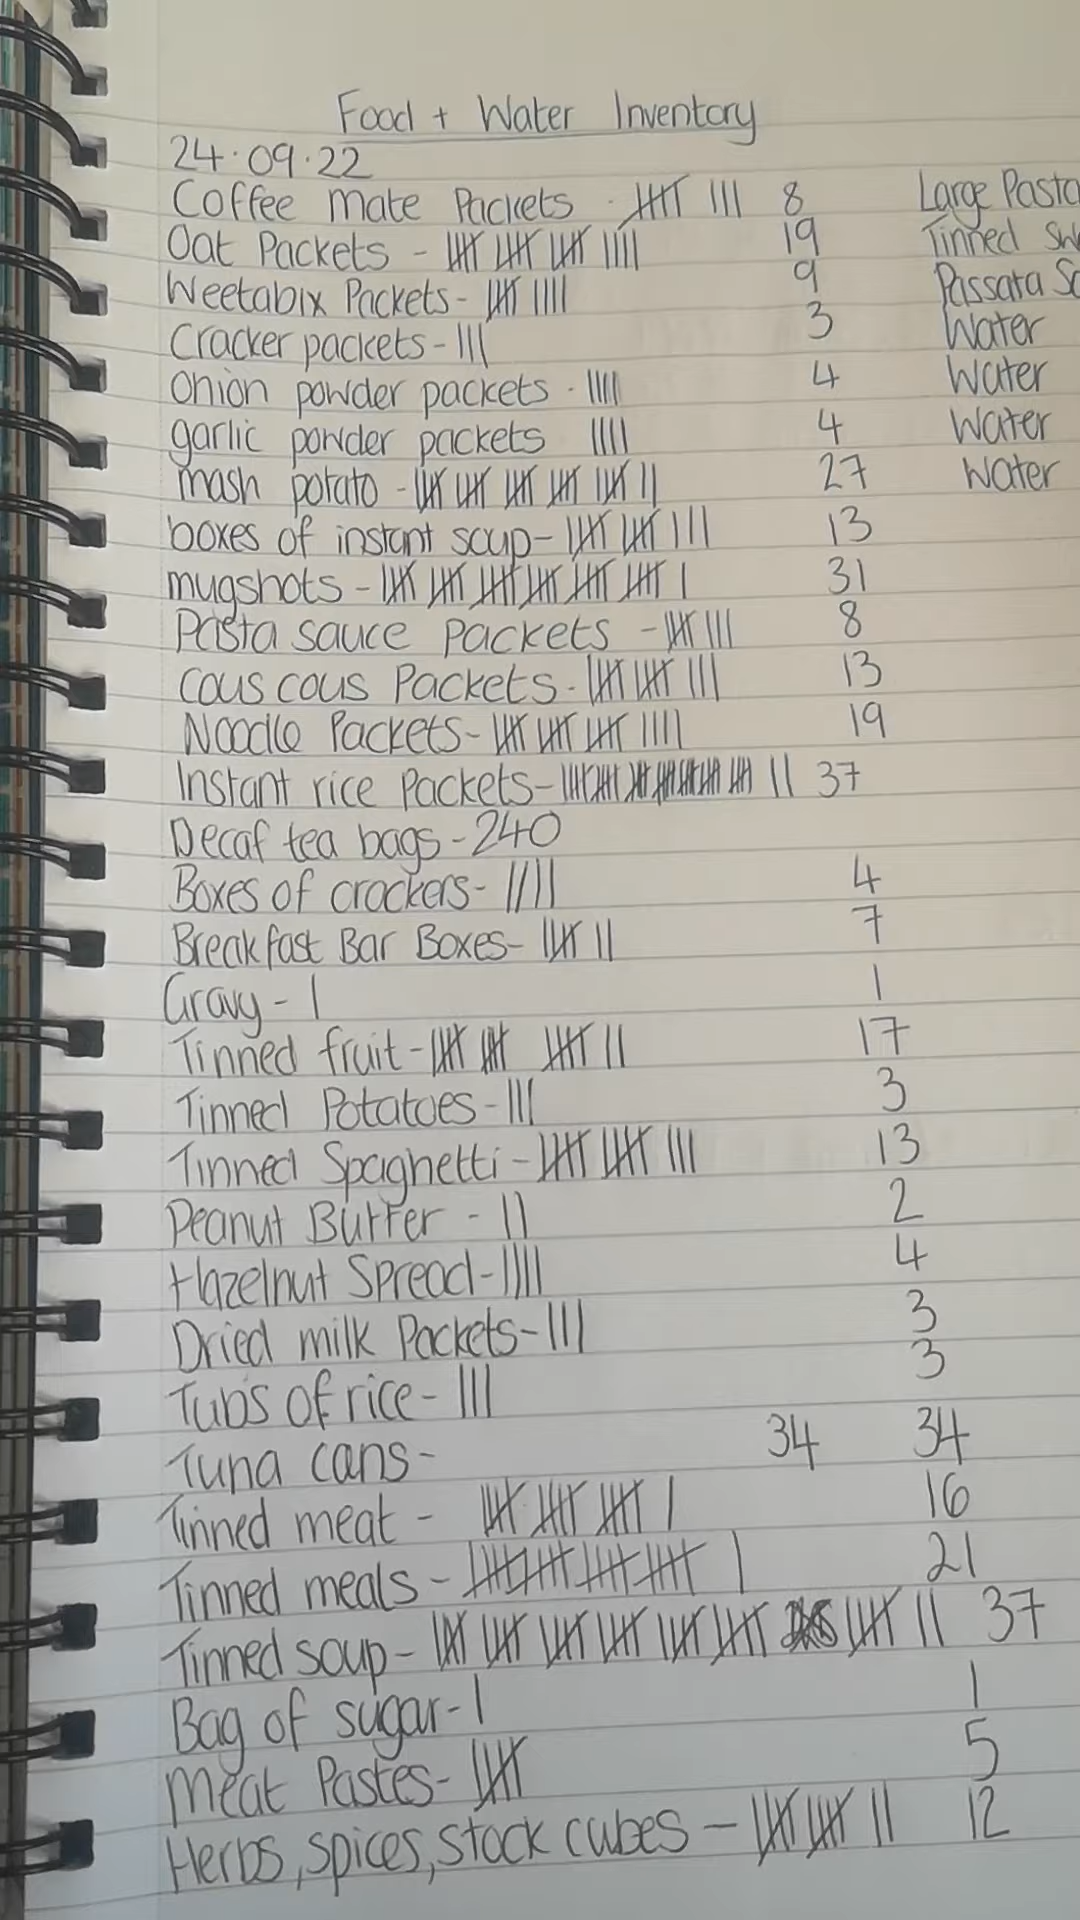 Food + Water Inventory
24.09.22
Coffee mate Packets - 𝍸 ||| 8
Oat Packets - 𝍸 𝍸 𝍸 |||| 19
Weetabix Packets - 𝍸 |||| 9
Cracker packets - ||| 3
Onion powder packets - |||| 4
garlic powder packets |||| 4
mash potato - 𝍸 𝍸 𝍸 𝍸 𝍸 || 27
boxes of instant soup - 𝍸 𝍸 ||| 13
mugshots - 𝍸 𝍸 𝍸 𝍸 𝍸 𝍸 | 31
Pasta sauce Packets - 𝍸 ||| 8
cous cous Packets - 𝍸 𝍸 ||| 13
Noodle Packets - 𝍸 𝍸 𝍸 |||| 19
Instant rice Packets - 𝍸 𝍸 𝍸 𝍸 𝍸 𝍸 𝍸 || 37
Decaf tea bags - 240
Boxes of crackers - |||| 4
Breakfast Bar Boxes - 𝍸 || 7
Gravy - | 1
Tinned fruit - 𝍸 𝍸 𝍸 || 17
Tinned Potatoes - ||| 3
Tinned Spaghetti - 𝍸 𝍸 ||| 13
Peanut Butter - || 2
Hazelnut Spread - |||| 4
Dried milk Packets - ||| 3
Tubs of rice - ||| 3
Tuna cans - 34 34
Tinned meat - 𝍸 𝍸 𝍸 | 16
Tinned meals - 𝍸 𝍸 𝍸 𝍸 | 21
Tinned soup - 𝍸 𝍸 𝍸 𝍸 𝍸 𝍸 𝍸 || 37
Bag of sugar - | 1
Meat Pastes - 𝍸 5
Herbs, spices, stock cubes - 𝍸 𝍸 || 12
Large Pasta
Tinned
Passata
Water
Water
Water
Water